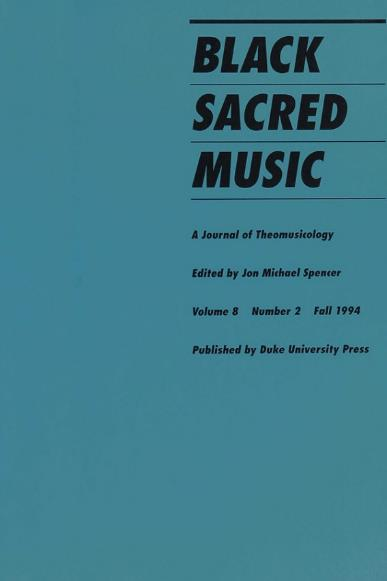 BLACK
SACRED
MUSIC
A Journal of Theomusicology
Edited by Jon Michael Spencer
Volume 8 Number 2 Fall 1994
Published by Duke University Press